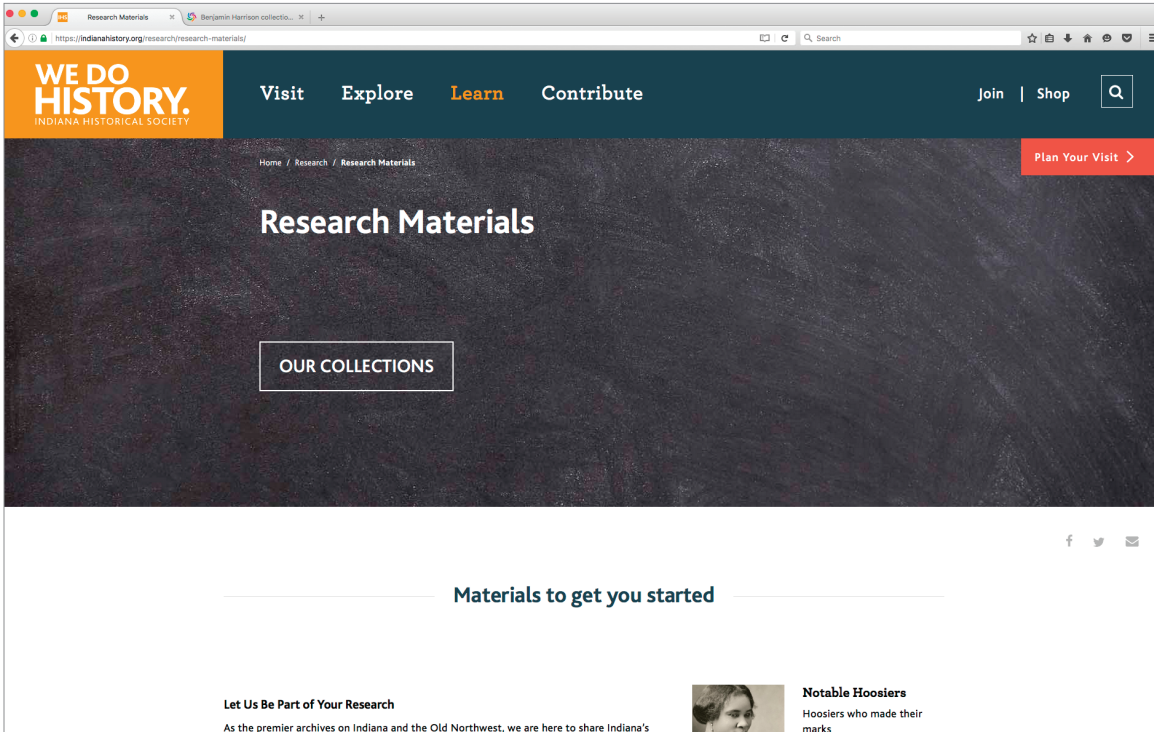 IHS Research Materials × Benjamin Harrison collectio... × +
https://indianahistory.org/research/research-materials/ Search
WE DO
HISTORY.
INDIANA HISTORICAL SOCIETY
Visit Explore Learn Contribute
Join | Shop
Plan Your Visit
Home / Research / Research Materials
Research Materials
OUR COLLECTIONS
Materials to get you started
Let Us Be Part of Your Research
As the premier archives on Indiana and the Old Northwest, we are here to share Indiana's
Notable Hoosiers
Hoosiers who made their
marks